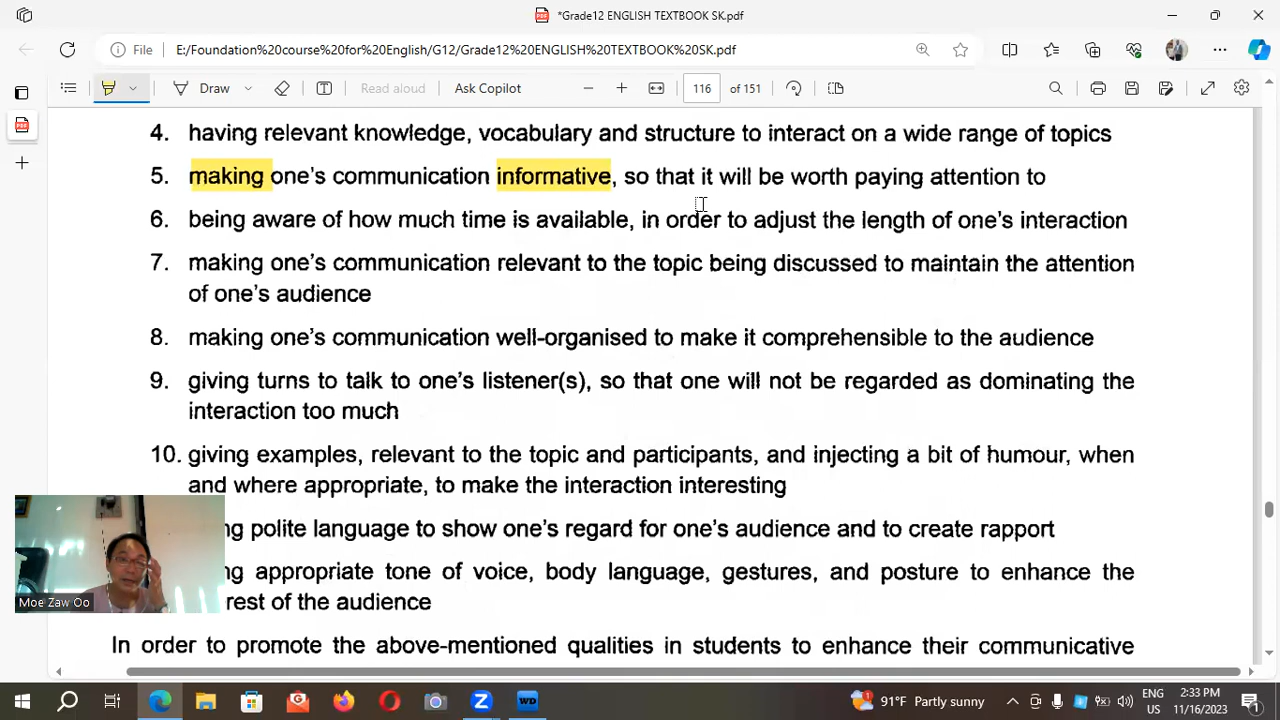 *Grade12 ENGLISH TEXTBOOK SK.pdf
File E:/Foundation%20course%20for%20English/G12/Grade12%20ENGLISH%20TEXTBOOK%20SK.pdf
Draw Read aloud Ask Copilot 116 of 151
4. having relevant knowledge, vocabulary and structure to interact on a wide range of topics
5. making one's communication informative, so that it will be worth paying attention to
6. being aware of how much time is available, in order to adjust the length of one's interaction
7. making one's communication relevant to the topic being discussed to maintain the attention
of one's audience
8. making one's communication well-organised to make it comprehensible to the audience
9. giving turns to talk to one's listener(s), so that one will not be regarded as dominating the
interaction too much
10. giving examples, relevant to the topic and participants, and injecting a bit of humour, when
and where appropriate, to make the interaction interesting
polite language to show one's regard for one's audience and to create rapport
appropriate tone of voice, body language, gestures, and posture to enhance the
of the audience
Moe Zaw Oo
In order to promote the above-mentioned qualities in students to enhance their communicative
91°F Partly sunny
ENG 2:33 PM
US 11/16/2023